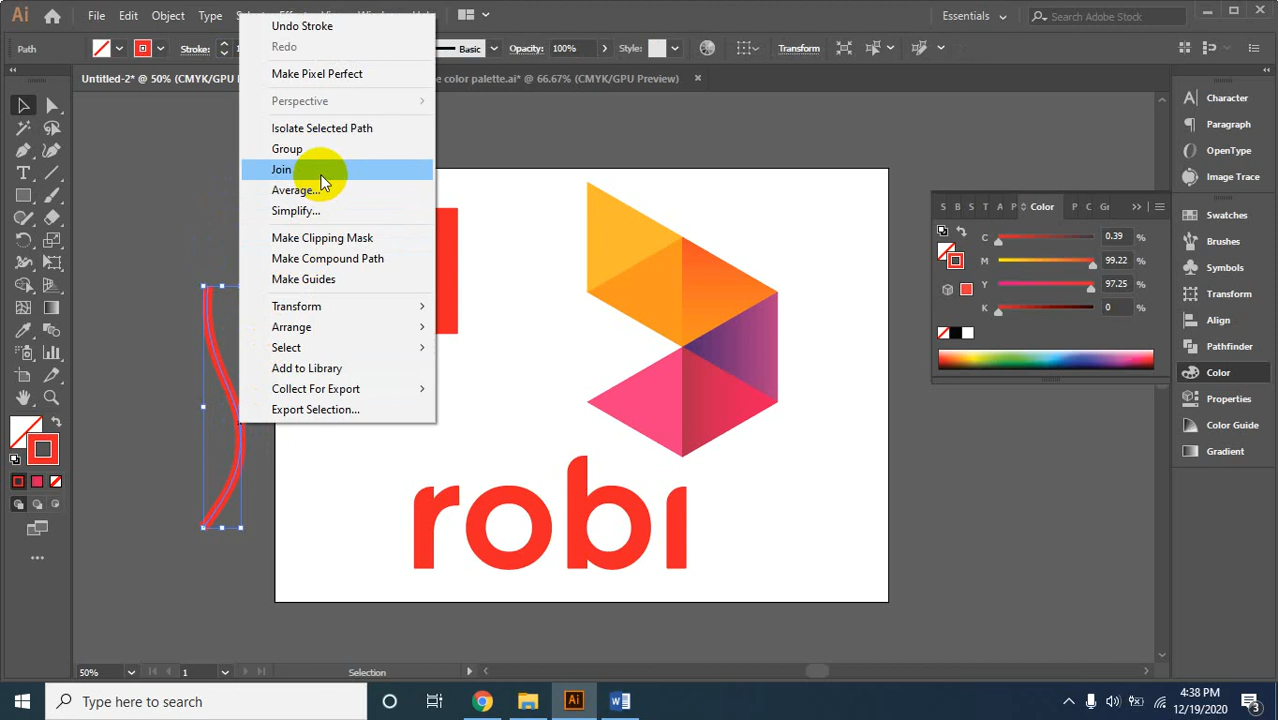 Ai File Edit Object Type
Essentials
Search Adobe Stock
Path
Stroke:
Basic
Opacity: 100%
Style:
Transform
Untitled-2* @ 50% (CMYK/GPU
e color palette.ai* @ 66.67% (CMYK/GPU Preview)
Undo Stroke
Redo
Make Pixel Perfect
Perspective
Isolate Selected Path
Group
Join
Average...
Simplify...
Make Clipping Mask
Make Compound Path
Make Guides
Transform
Arrange
Select
Add to Library
Collect For Export
Export Selection...
robi
S B S T A P Color P C Gr
C 0.39 %
M 99.22 %
Y 97.25 %
K 0 %
Character
Paragraph
OpenType
Image Trace
Swatches
Brushes
Symbols
Transform
Align
Pathfinder
Color
Properties
Color Guide
Gradient
50%
1
Selection
Type here to search
Ai
W
4:38 PM
12/19/2020
3